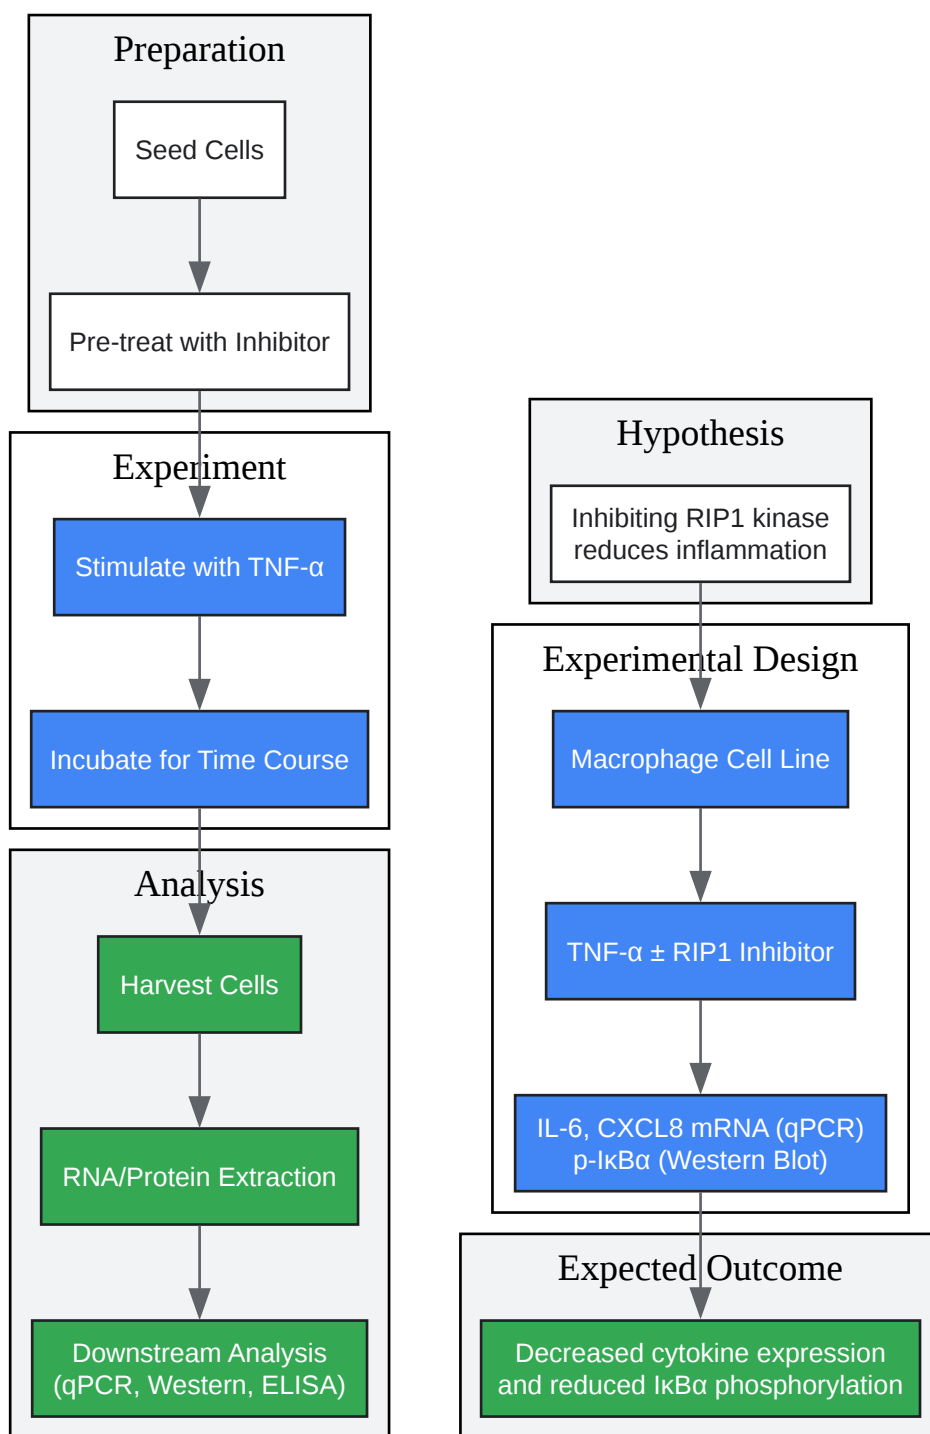 Preparation
Seed Cells
Pre-treat with Inhibitor
Experiment
Stimulate with TNF-α
Incubate for Time Course
Analysis
Harvest Cells
RNA/Protein Extraction
Downstream Analysis
(qPCR, Western, ELISA)
Hypothesis
Inhibiting RIP1 kinase
reduces inflammation
Experimental Design
Macrophage Cell Line
TNF-α ± RIP1 Inhibitor
IL-6, CXCL8 mRNA (qPCR)
p-IκBα (Western Blot)
Expected Outcome
Decreased cytokine expression
and reduced IκBα phosphorylation